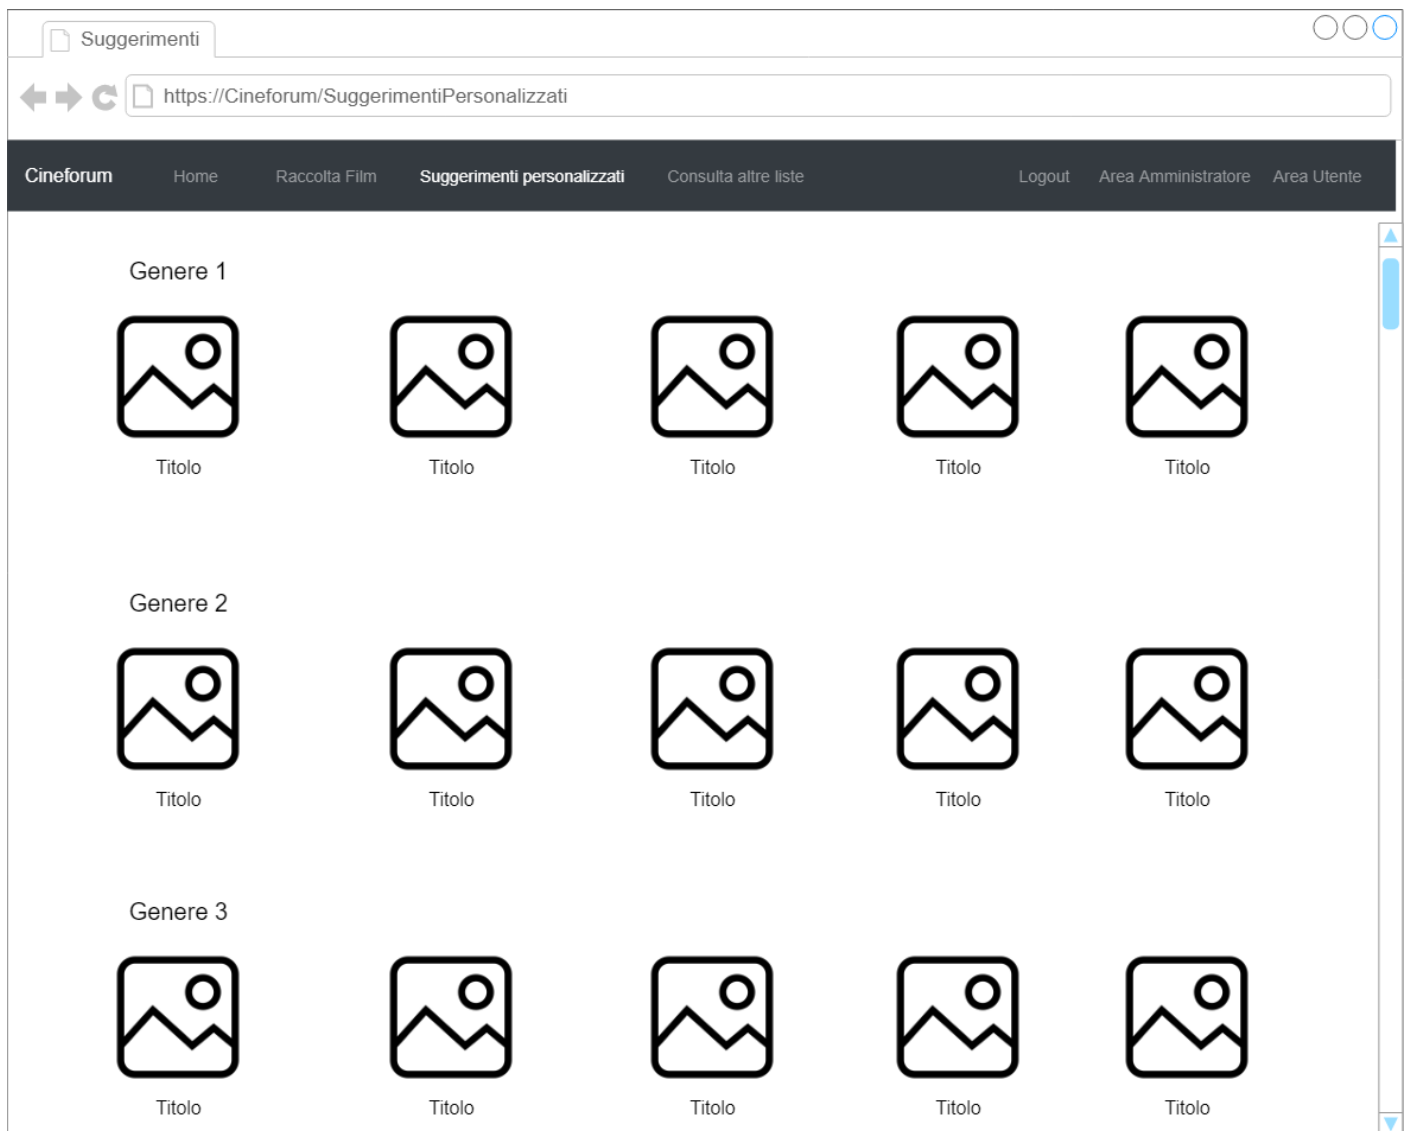 Suggerimenti
https://Cineforum/SuggerimentiPersonalizzati
Cineforum Home Raccolta Film Suggerimenti personalizzati Consulta altre liste Logout Area Amministratore Area Utente
Genere 1
Titolo Titolo Titolo Titolo Titolo
Genere 2
Titolo Titolo Titolo Titolo Titolo
Genere 3
Titolo Titolo Titolo Titolo Titolo